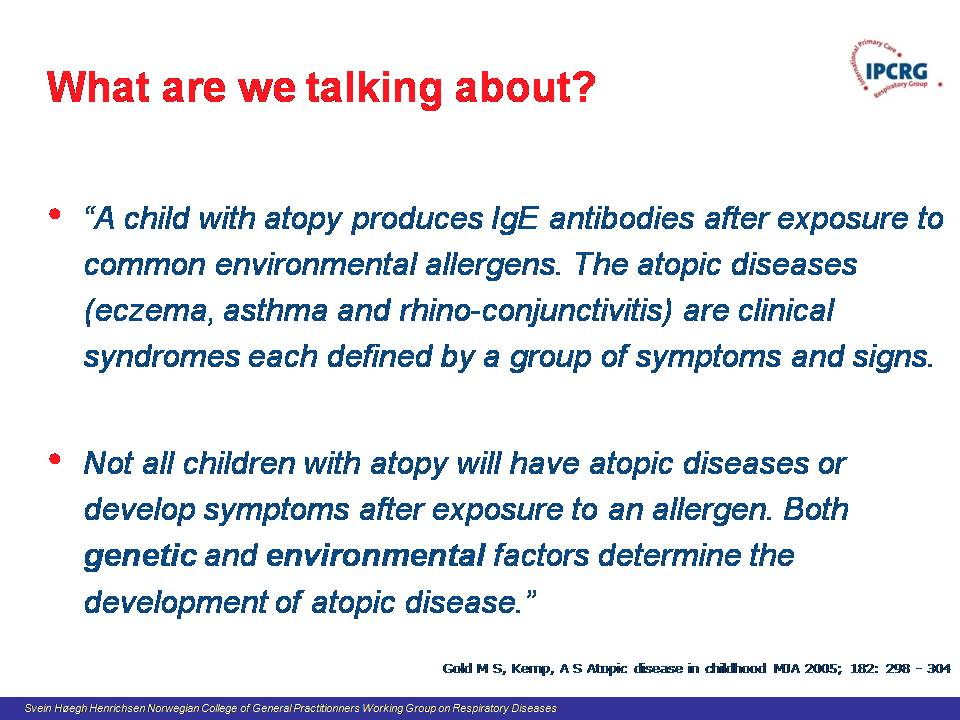 What are we talking about?
International Primary Care
IPCRG
Respiratory Group
• “A child with atopy produces IgE antibodies after exposure to
common environmental allergens. The atopic diseases
(eczema, asthma and rhino-conjunctivitis) are clinical
syndromes each defined by a group of symptoms and signs.
• Not all children with atopy will have atopic diseases or
develop symptoms after exposure to an allergen. Both
genetic and environmental factors determine the
development of atopic disease.”
Gold M S, Kemp, A S Atopic disease in childhood MJA 2005; 182: 298 - 304
Svein Høegh Henrichsen Norwegian College of General Practitionners Working Group on Respiratory Diseases